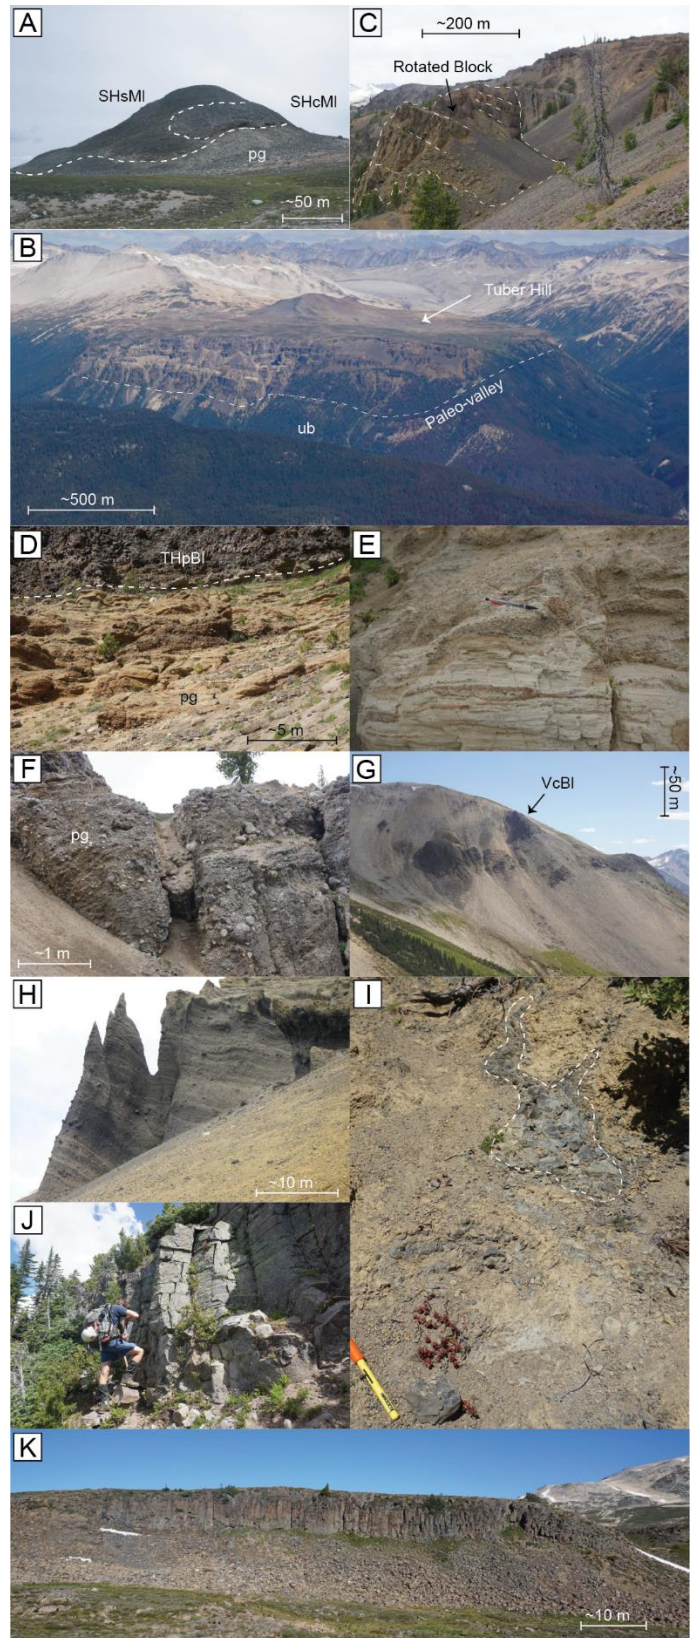 A
SHsMl
SHcMl
pg
~50 m
C
~200 m
Rotated Block
B
Tuber Hill
Paleo-valley
ub
~500 m
D
THpBl
pg
~5 m
E
F
pg
~1 m
G
VcBl
~50 m
H
~10 m
I
J
K
~10 m